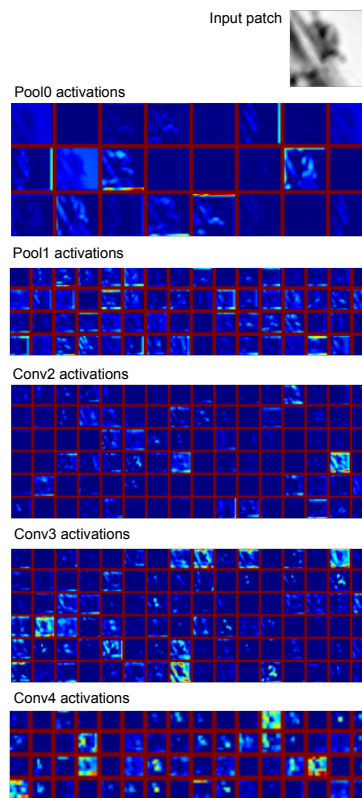 Input patch
Pool0 activations
Pool1 activations
Conv2 activations
Conv3 activations
Conv4 activations